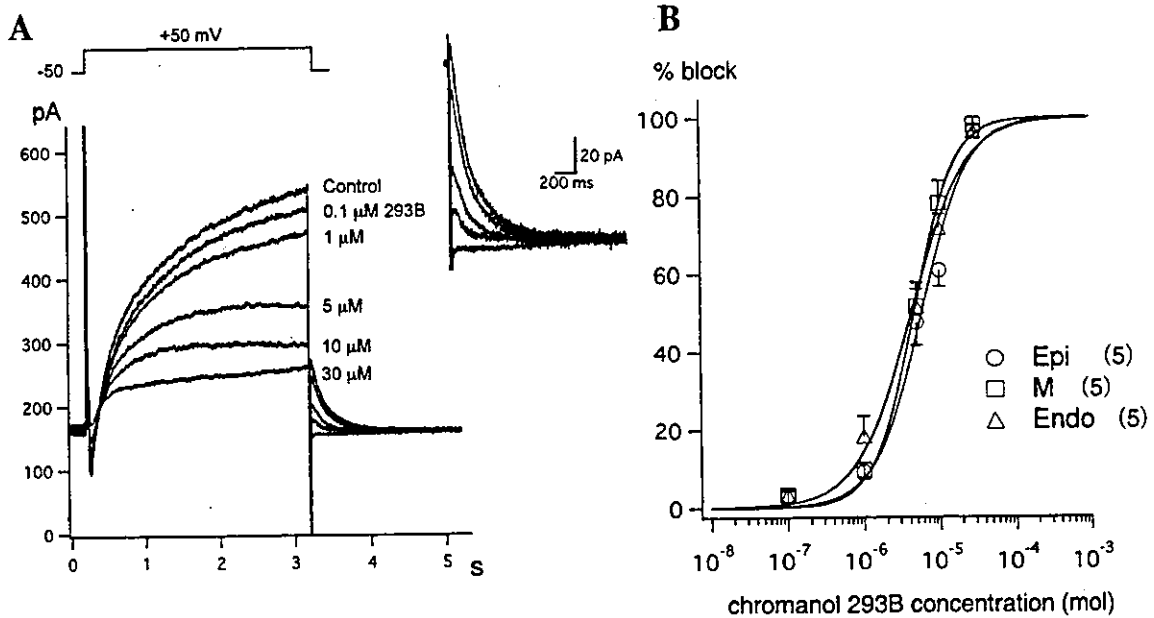 A
+50 mV
-50
pA
600
500
400
300
200
100
0
0 1 2 3 4 5 s
Control
0.1 µM 293B
1 µM
5 µM
10 µM
30 µM
20 pA
200 ms
B
% block
100
80
60
40
20
0
10-8 10-7 10-6 10-5 10-4 10-3
chromanol 293B concentration (mol)
Epi (5)
M (5)
Endo (5)